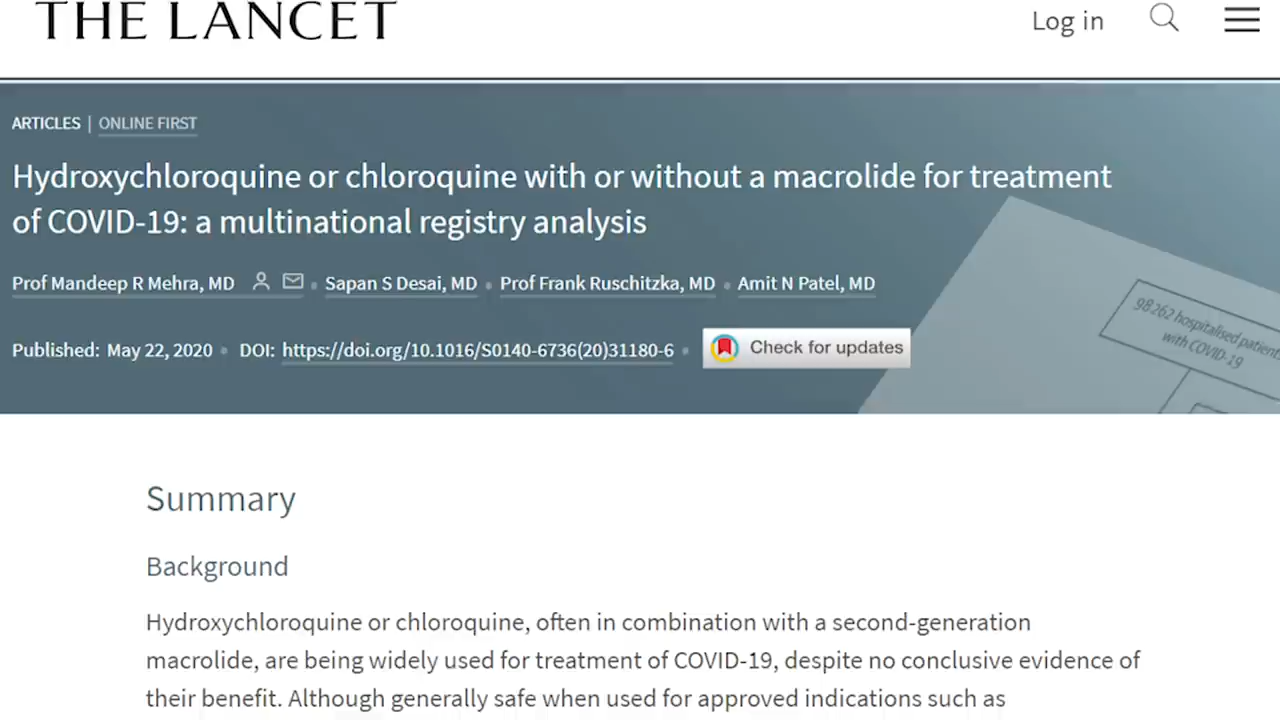 THE LANCET
Log in
ARTICLES | ONLINE FIRST
Hydroxychloroquine or chloroquine with or without a macrolide for treatment
of COVID-19: a multinational registry analysis
Prof Mandeep R Mehra, MD • Sapan S Desai, MD • Prof Frank Ruschitzka, MD • Amit N Patel, MD
Published: May 22, 2020 • DOI: https://doi.org/10.1016/S0140-6736(20)31180-6 •
Check for updates
98 262 hospitalised patient
with COVID-19
Summary
Background
Hydroxychloroquine or chloroquine, often in combination with a second-generation
macrolide, are being widely used for treatment of COVID-19, despite no conclusive evidence of
their benefit. Although generally safe when used for approved indications such as